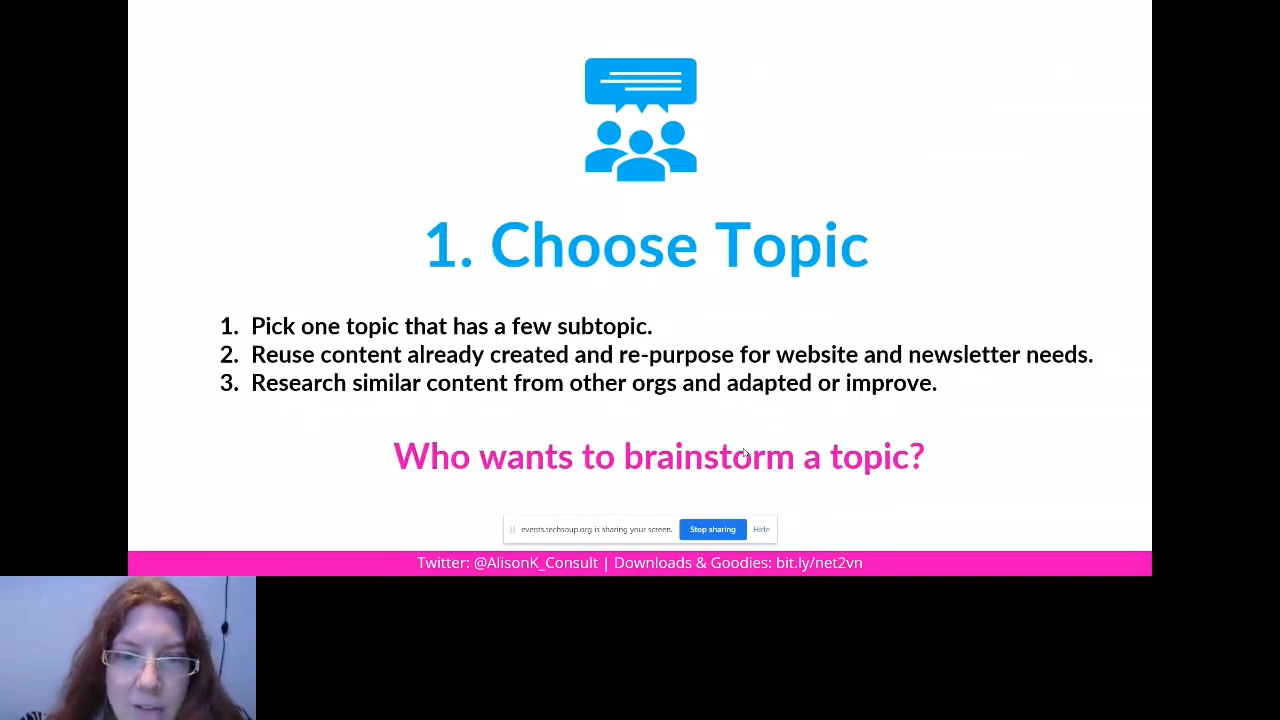 1. Choose Topic
1. Pick one topic that has a few subtopic.
2. Reuse content already created and re-purpose for website and newsletter needs.
3. Research similar content from other orgs and adapted or improve.
Who wants to brainstorm a topic?
events.techsoup.org is sharing your screen. Stop sharing Hide
Twitter: @AlisonK_Consult | Downloads & Goodies: bit.ly/net2vn